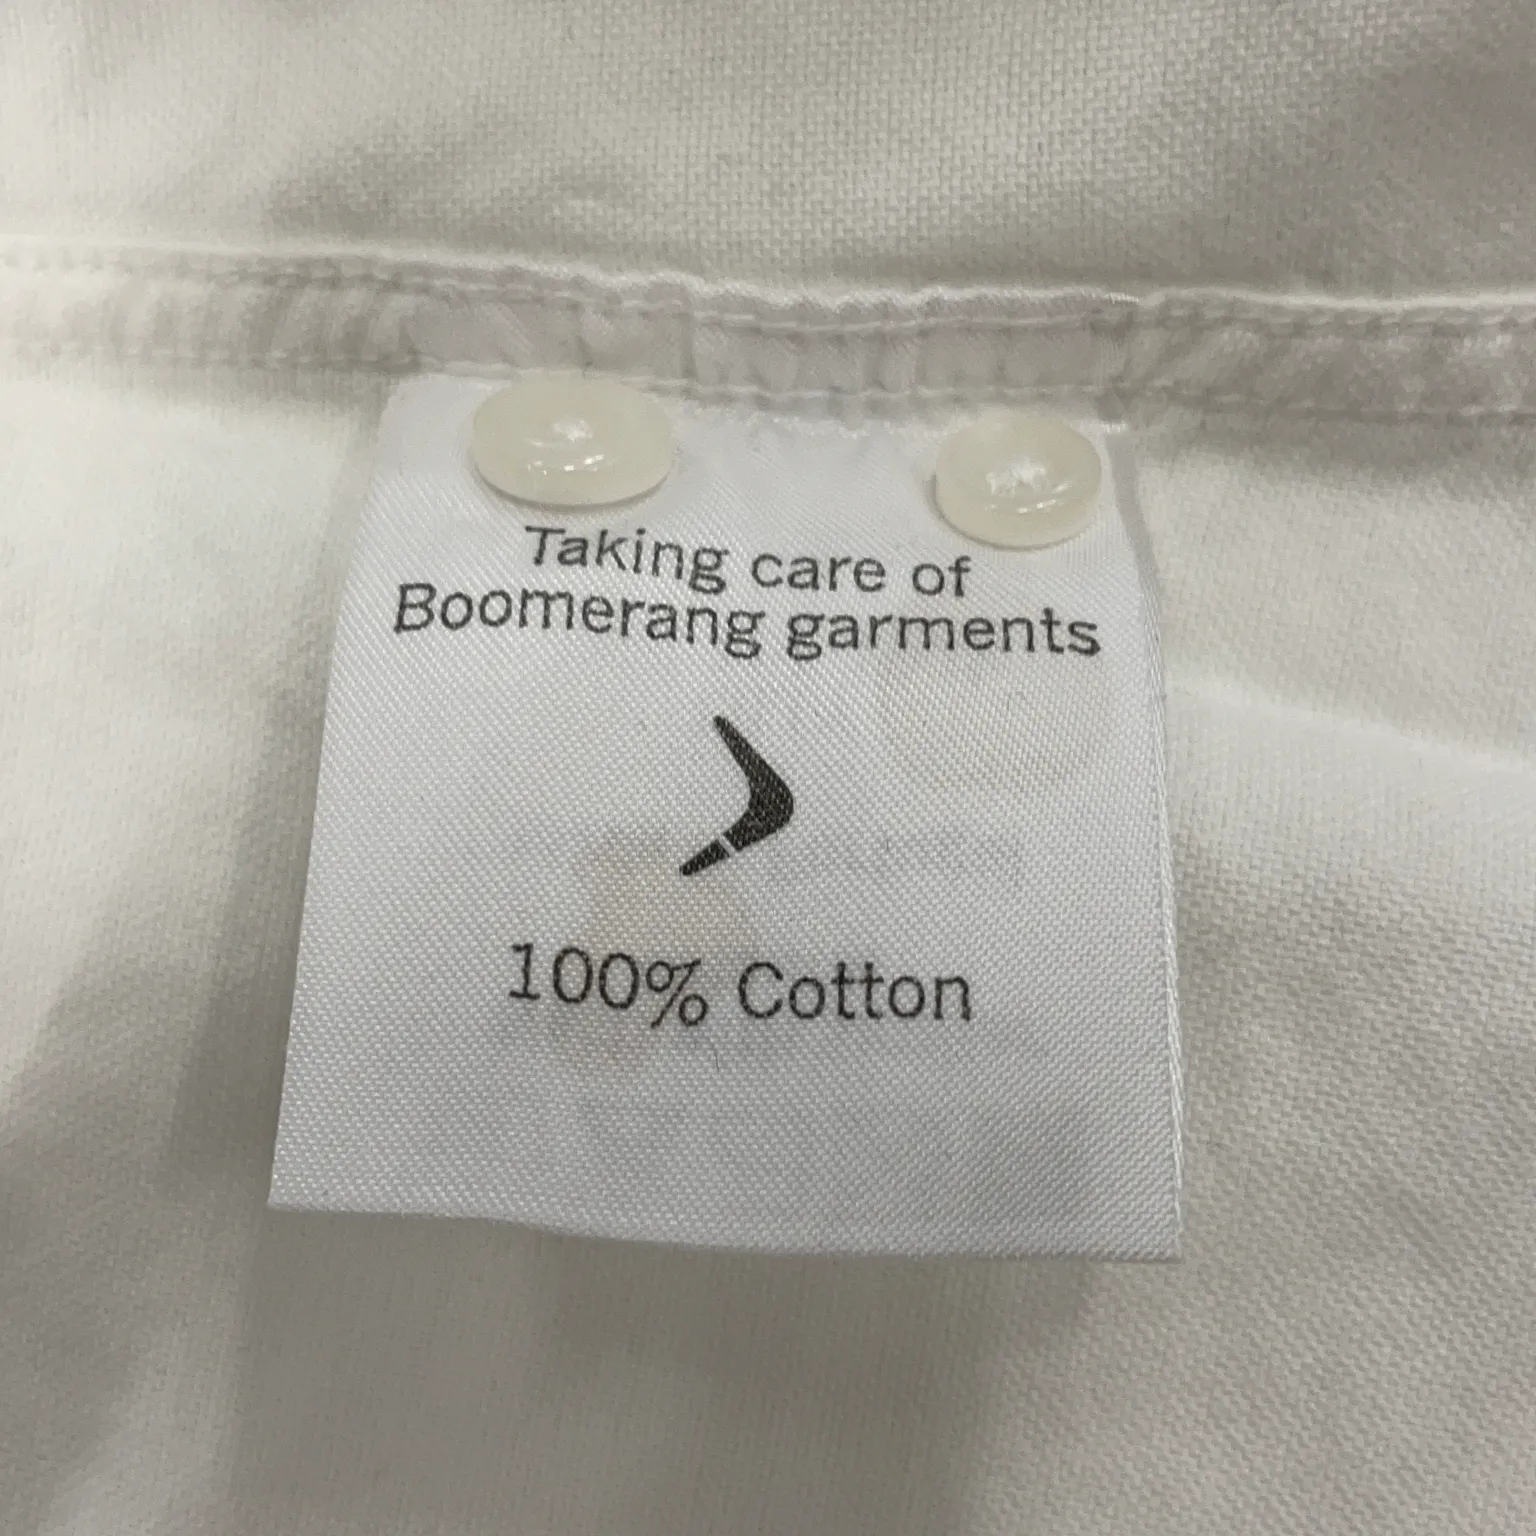 Taking care of
Boomerang garments
100% Cotton